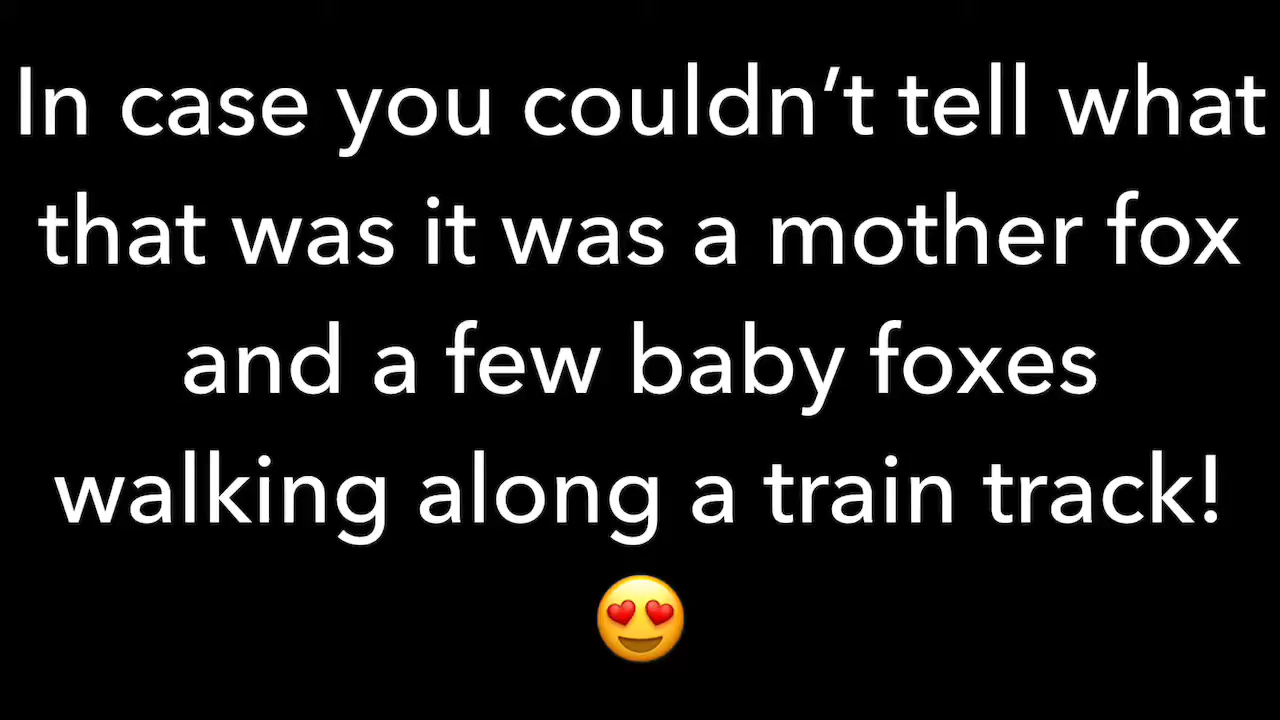 In case you couldn’t tell what
that was it was a mother fox
and a few baby foxes
walking along a train track!
😍